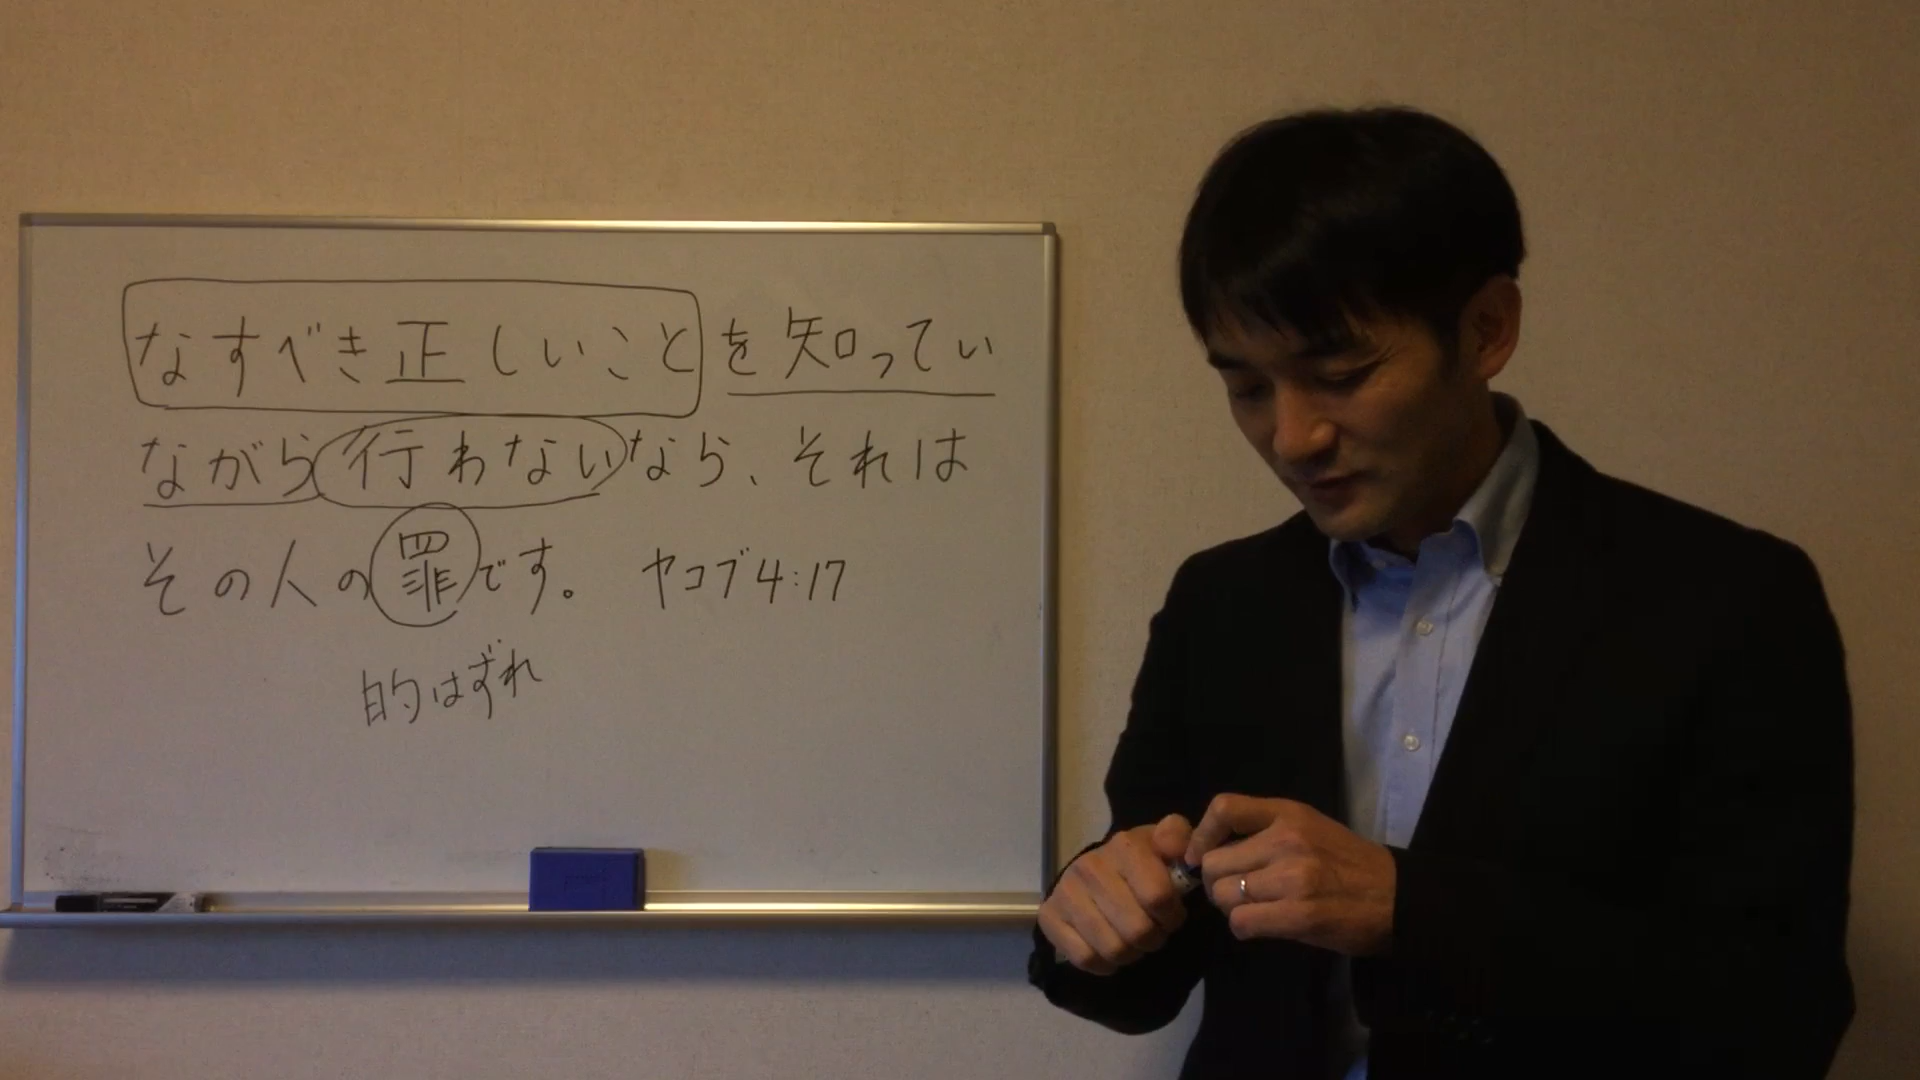 なすべき正しいことを知ってい
ながら行わないなら、それは
その人の罪です。 ヤコブ4:17
的はずれ